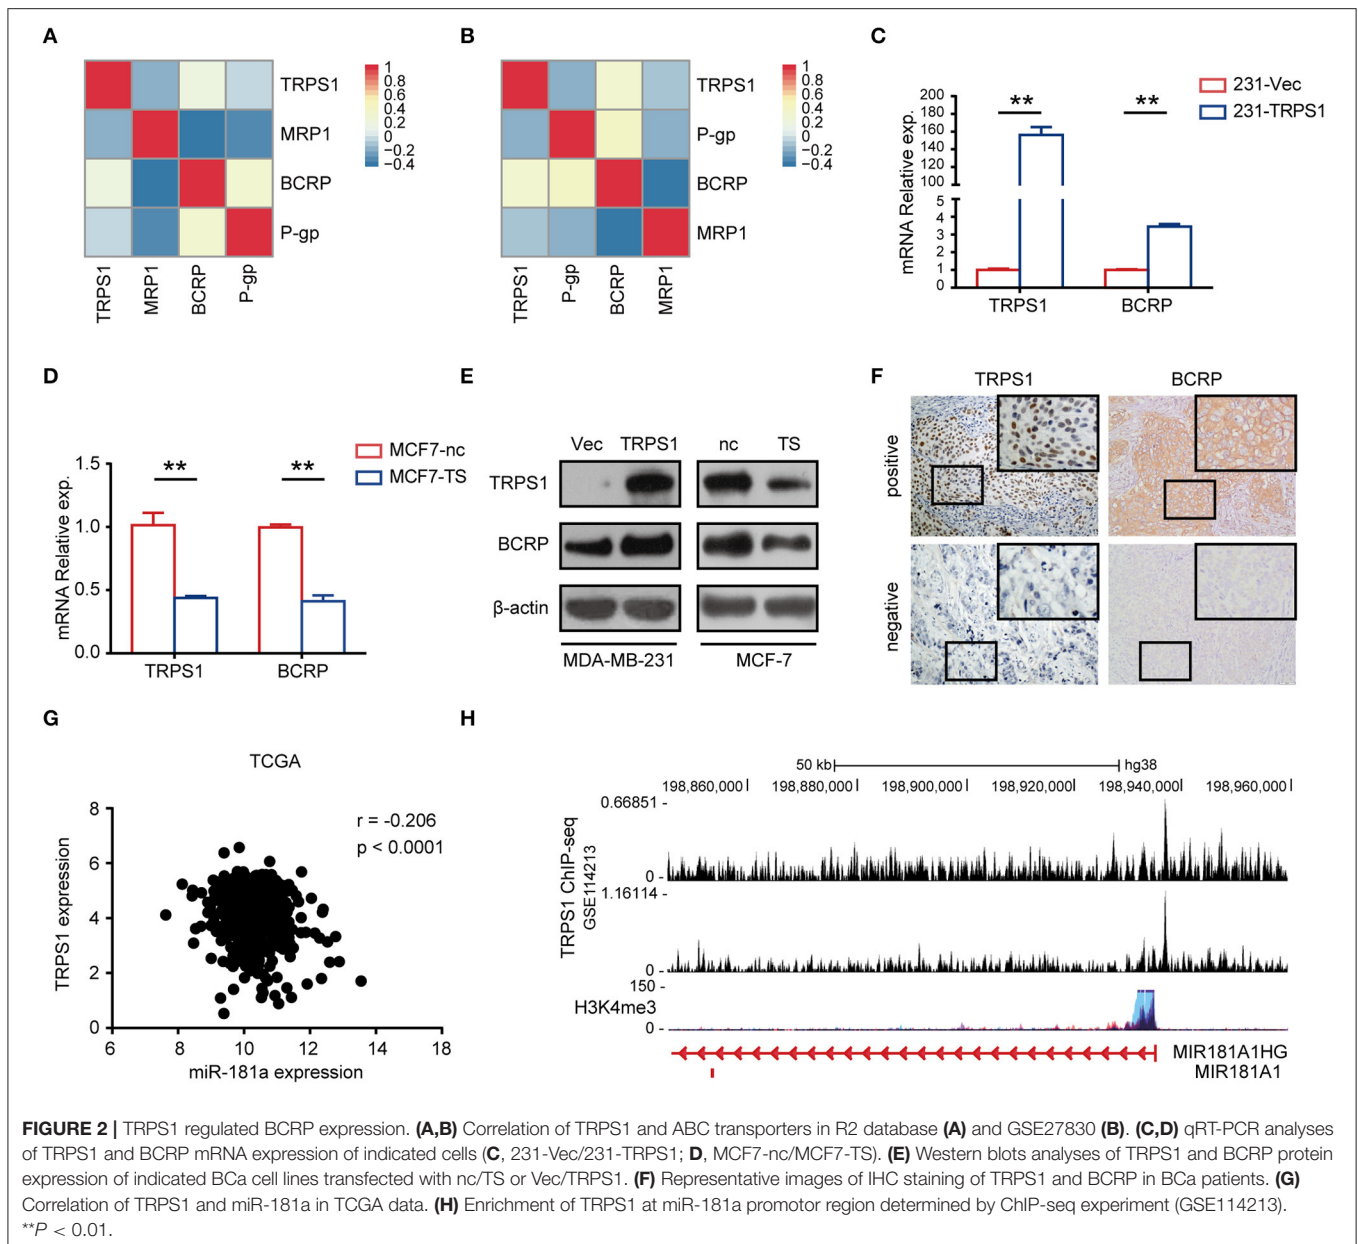 A
TRPS1
MRP1
BCRP
P-gp
TRPS1
MRP1
BCRP
P-gp
1
0.8
0.6
0.4
0.2
0
−0.2
−0.4
B
TRPS1
P-gp
BCRP
MRP1
TRPS1
P-gp
BCRP
MRP1
1
0.8
0.6
0.4
0.2
0
−0.2
−0.4
C
231-Vec
231-TRPS1
mRNA Relative exp.
200
180
160
140
120
100
5
4
3
2
1
0
**
**
TRPS1
BCRP
D
MCF7-nc
MCF7-TS
mRNA Relative exp.
1.5
1.0
0.5
0.0
**
**
TRPS1
BCRP
E
Vec TRPS1 nc TS
TRPS1
BCRP
β-actin
MDA-MB-231 MCF-7
F
TRPS1 BCRP
positive
negative
G
TCGA
r = -0.206
p < 0.0001
TRPS1 expression
8
6
4
2
0
6 8 10 12 14 16 18
miR-181a expression
H
50 kb hg38
198,860,000 198,880,000 198,900,000 198,920,000 198,940,000 198,960,000
TRPS1 ChIP-seq
GSE114213
0.66851
0
1.16114
0
150
H3K4me3
0
MIR181A1HG
MIR181A1
FIGURE 2 | TRPS1 regulated BCRP expression. (A,B) Correlation of TRPS1 and ABC transporters in R2 database (A) and GSE27830 (B). (C,D) qRT-PCR analyses
of TRPS1 and BCRP mRNA expression of indicated cells (C, 231-Vec/231-TRPS1; D, MCF7-nc/MCF7-TS). (E) Western blots analyses of TRPS1 and BCRP protein
expression of indicated BCa cell lines transfected with nc/TS or Vec/TRPS1. (F) Representative images of IHC staining of TRPS1 and BCRP in BCa patients. (G)
Correlation of TRPS1 and miR-181a in TCGA data. (H) Enrichment of TRPS1 at miR-181a promotor region determined by ChIP-seq experiment (GSE114213).
**P < 0.01.